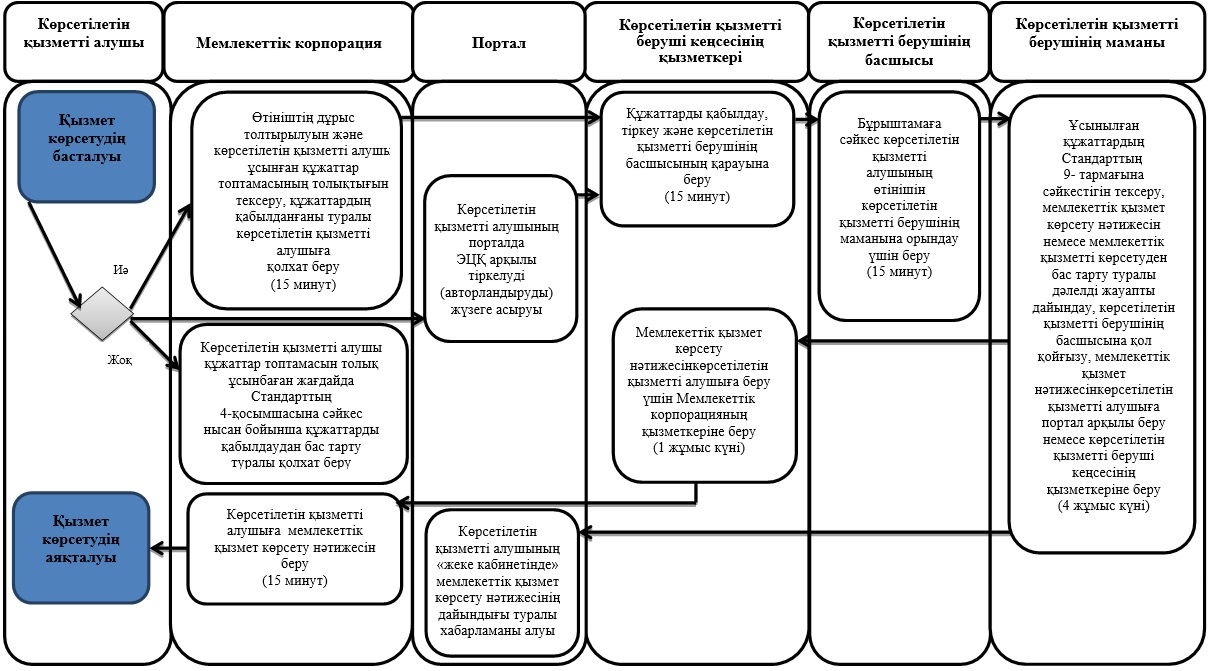 Көрсетілетін
қызметті алушы
Мемлекеттік корпорация
Портал
Көрсетілетін қызметті
беруші кеңсесінің
қызметкері
Көрсетілетін
қызметті берушінің
басшысы
Көрсетілетін қызметті
берушінің маманы
Қызмет
көрсетудің
басталуы
Иә
Жоқ
Қызмет
көрсетудің
аяқталуы
Өтініштің дұрыс
толтырылуын және
көрсетілетін қызметті алушы
ұсынған құжаттар
топтамасының толықтығын
тексеру, құжаттардың
қабылданғаны туралы
көрсетілетін қызметті
алушыға
қолхат беру
(15 минут)
Көрсетілетін қызметті алушы
құжаттар топтамасын толық
ұсынбаған жағдайда
Стандарттың
4-қосымшасына сәйкес
нысан бойынша құжаттарды
қабылдаудан бас тарту
туралы қолхат беру
Көрсетілетін қызметті
алушыға мемлекеттік
қызмет көрсету нәтижесін
беру
(15 минут)
Көрсетілетін
қызметті алушының
порталда
ЭЦҚ арқылы
тіркелуді
(авторландыруды)
жүзеге асыруы
Көрсетілетін
қызметті алушының
«жеке кабинетінде»
мемлекеттік қызмет
көрсету нәтижесінің
дайындығы туралы
хабарламаны алуы
Құжаттарды қабылдау,
тіркеу және көрсетілетін
қызметті берушінің
басшысының қарауына
беру
(15 минут)
Мемлекеттік қызмет
көрсету
нәтижесінкөрсетілетін
қызметті алушыға беру
үшін Мемлекеттік
корпорацияның
қызметкеріне беру
(1 жұмыс күні)
Бұрыштамаға
сәйкес көрсетілетін
қызметті
алушының
өтінішін
көрсетілетін
қызметті берушінің
маманына орындау
үшін беру
(15 минут)
Ұсынылған
құжаттардың
Стандарттың
9- тармағына
сәйкестігін тексеру,
мемлекеттік қызмет
көрсету нәтижесін
немесе мемлекеттік
қызметті көрсетуден
бас тарту туралы
дәлелді жауапты
дайындау, көрсетілетін
қызметті берушінің
басшысына қол
қойғызу, мемлекеттік
қызмет
нәтижесінкөрсетілетін
қызметті алушыға
портал арқылы беру
немесе көрсетілетін
қызметті беруші
кеңсесінің
қызметкеріне беру
(4 жұмыс күні)